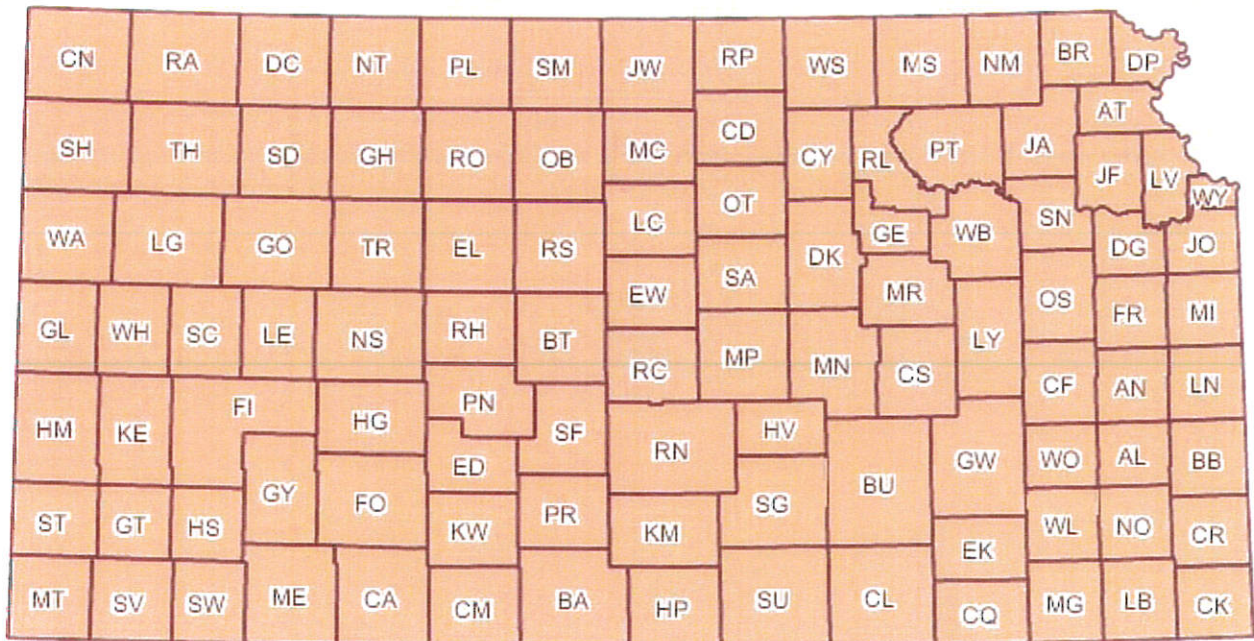 CN RA DC NT PL SM JW RP WS MS NM BR DP
AT
SH TH SD GH RO OB MC CD CY RL PT JA JF LV
WY
WA LG GO TR EL RS LC OT DK GE WB SN DG JO
EW SA MR OS
GL WH SC LE NS RH BT RC MP MN CS LY FR MI
HM KE FI HG PN SF RN HV CF AN LN
ED BU GW WO AL BB
ST GT HS GY FO KW PR KM SG EK WL NO CR
MT SV SW ME CA CM BA HP SU CL CQ MG LB CK